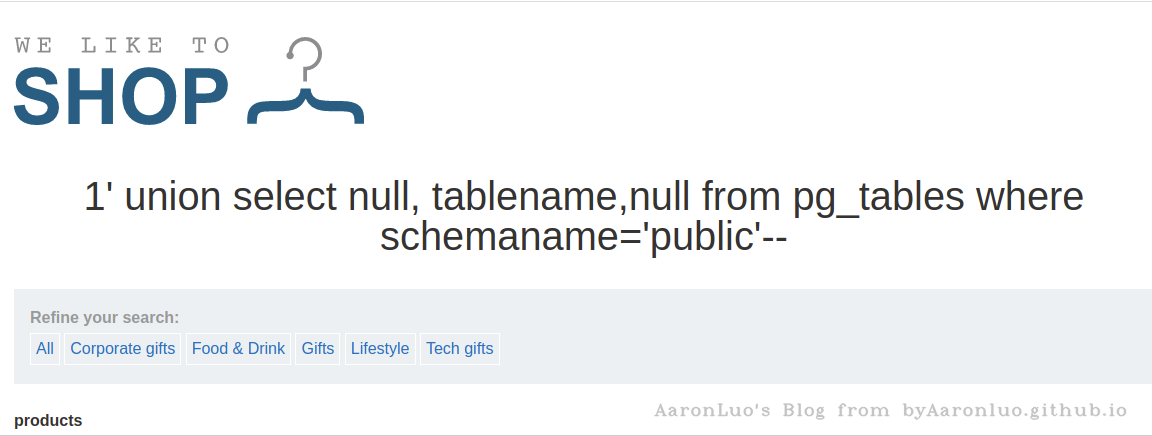 WE LIKE TO
SHOP
1' union select null, tablename,null from pg_tables where
schemaname='public'--
Refine your search:
All Corporate gifts Food & Drink Gifts Lifestyle Tech gifts
products
AaronLuo's Blog from byAaronluo.github.io